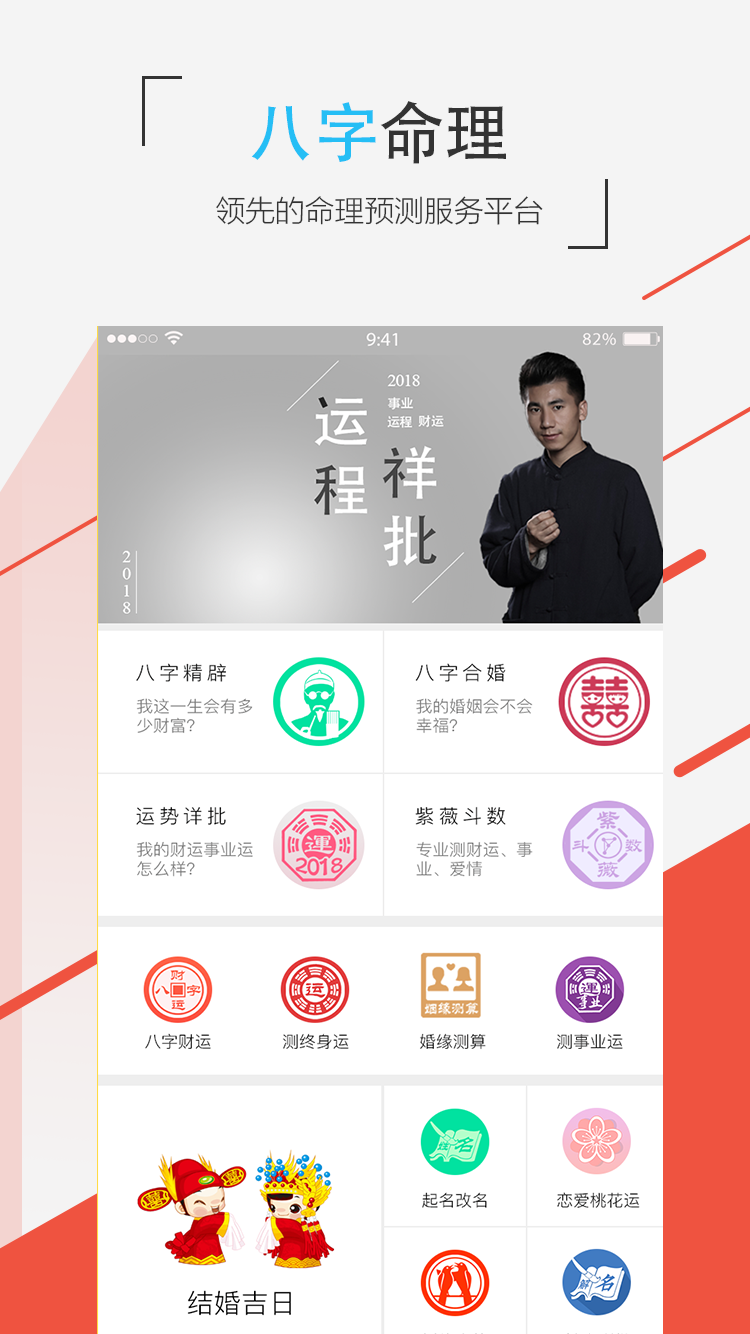 八字命理
领先的命理预测服务平台
9:41
82%
2018
事业
运程 财运
运程
祥批
2018
八字精辟
我这一生会有多
少财富?
八字合婚
我的婚姻会不会
幸福?
囍
运势详批
我的财运事业运
怎么样?
運
2018
紫薇斗数
专业测财运、事
业、爱情
紫
斗
数
薇
财
八
字
运
八字财运
运
测终身运
姻缘测算
婚缘测算
運
事业
测事业运
结婚吉日
名
起名改名
恋爱桃花运
解名